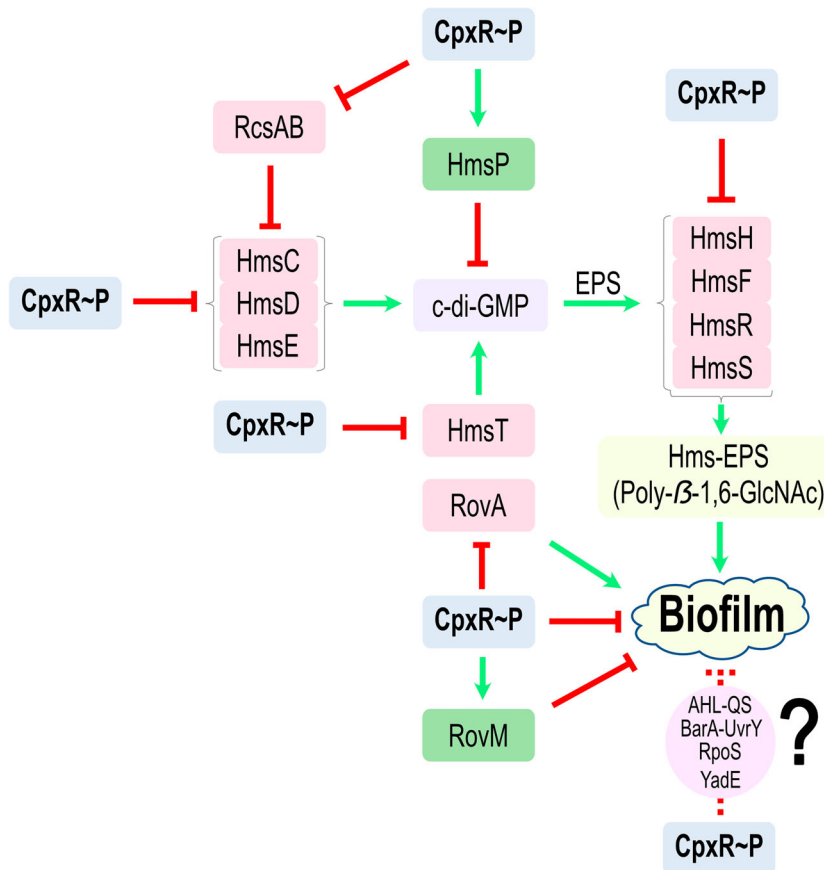 CpxR~P
CpxR~P
RcsAB
HmsP
HmsC
HmsD
HmsE
CpxR~P
c-di-GMP
EPS
HmsH
HmsF
HmsR
HmsS
CpxR~P
HmsT
Hms-EPS
(Poly-ß-1,6-GlcNAc)
RovA
CpxR~P
Biofilm
RovM
AHL-QS
BarA-UvrY
RpoS
YadE
?
CpxR~P